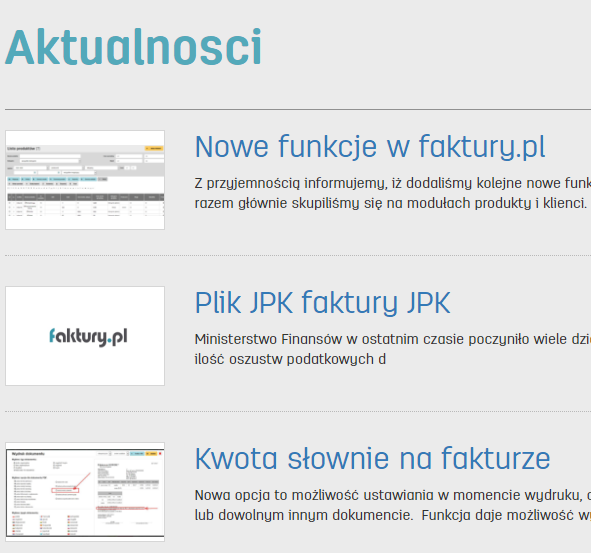 Aktualnosci
Nowe funkcje w faktury.pl
Z przyjemnością informujemy, iż dodaliśmy kolejne nowe
razem głównie skupiliśmy się na modułach produkty i klienci.
Plik JPK faktury JPK
faktury.pl
Ministerstwo Finansów w ostatnim czasie poczyniło wiele
ilość oszustw podatkowych d
Kwota słownie na fakturze
Nowa opcja to możliwość ustawiania w momencie wydruku,
lub dowolnym innym dokumencie. Funkcja daje możliwość